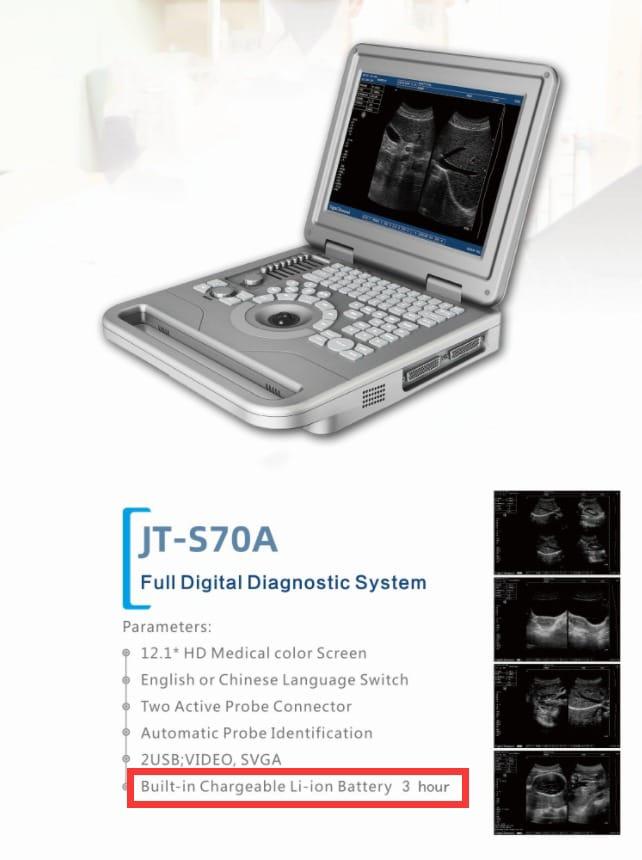 JT-S70A
Full Digital Diagnostic System
Parameters:
12.1* HD Medical color Screen
English or Chinese Language Switch
Two Active Probe Connector
Automatic Probe Identification
2USB;VIDEO, SVGA
Built-in Chargeable Li-ion Battery 3 hour